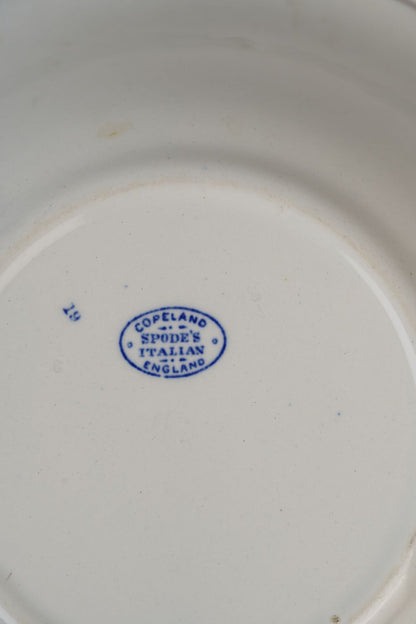 19
COPELAND
SPODE'S
ITALIAN
ENGLAND